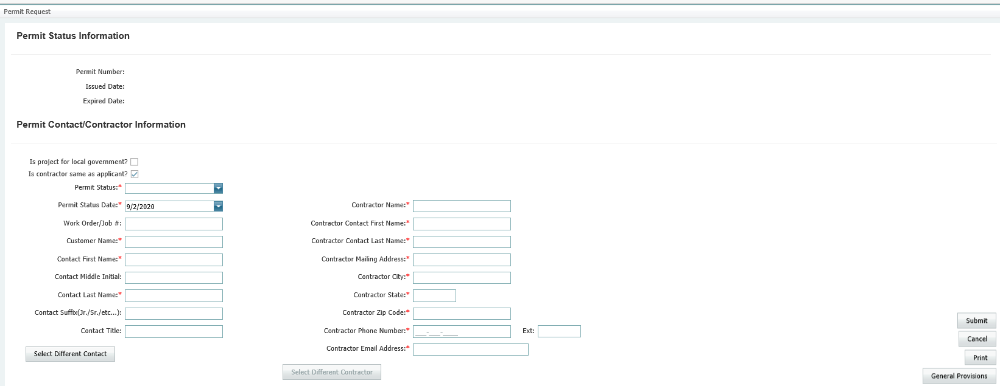 Permit Request
Permit Status Information
Permit Number:
Issued Date:
Expired Date:
Permit Contact/Contractor Information
Is project for local government?
Is contractor same as applicant?
Permit Status:*
Permit Status Date:* 9/2/2020
Work Order/Job #:
Customer Name:*
Contact First Name:*
Contact Middle Initial:
Contact Last Name:*
Contact Suffix(Jr./Sr./etc...):
Contact Title:
Select Different Contact
Contractor Name:*
Contractor Contact First Name:*
Contractor Contact Last Name:*
Contractor Mailing Address:*
Contractor City:*
Contractor State:*
Contractor Zip Code:*
Contractor Phone Number:* ___-___-____ Ext:
Contractor Email Address:*
Select Different Contractor
Submit
Cancel
Print
General Provisions